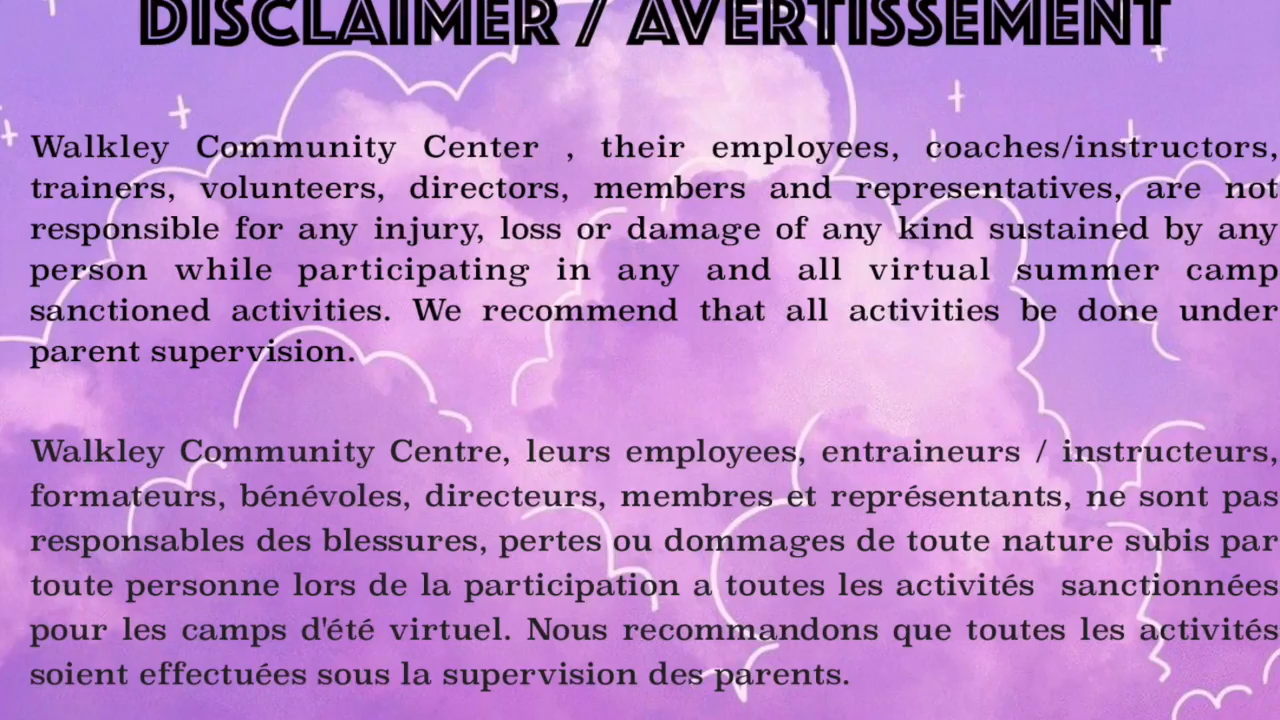 DISCLAIMER / AVERTISSEMENT
Walkley Community Center , their employees, coaches/instructors,
trainers, volunteers, directors, members and representatives, are not
responsible for any injury, loss or damage of any kind sustained by any
person while participating in any and all virtual summer camp
sanctioned activities. We recommend that all activities be done under
parent supervision.
Walkley Community Centre, leurs employees, entraineurs / instructeurs,
formateurs, bénévoles, directeurs, membres et représentants, ne sont pas
responsables des blessures, pertes ou dommages de toute nature subis par
toute personne lors de la participation a toutes les activités sanctionnées
pour les camps d'été virtuel. Nous recommandons que toutes les activités
soient effectuées sous la supervision des parents.